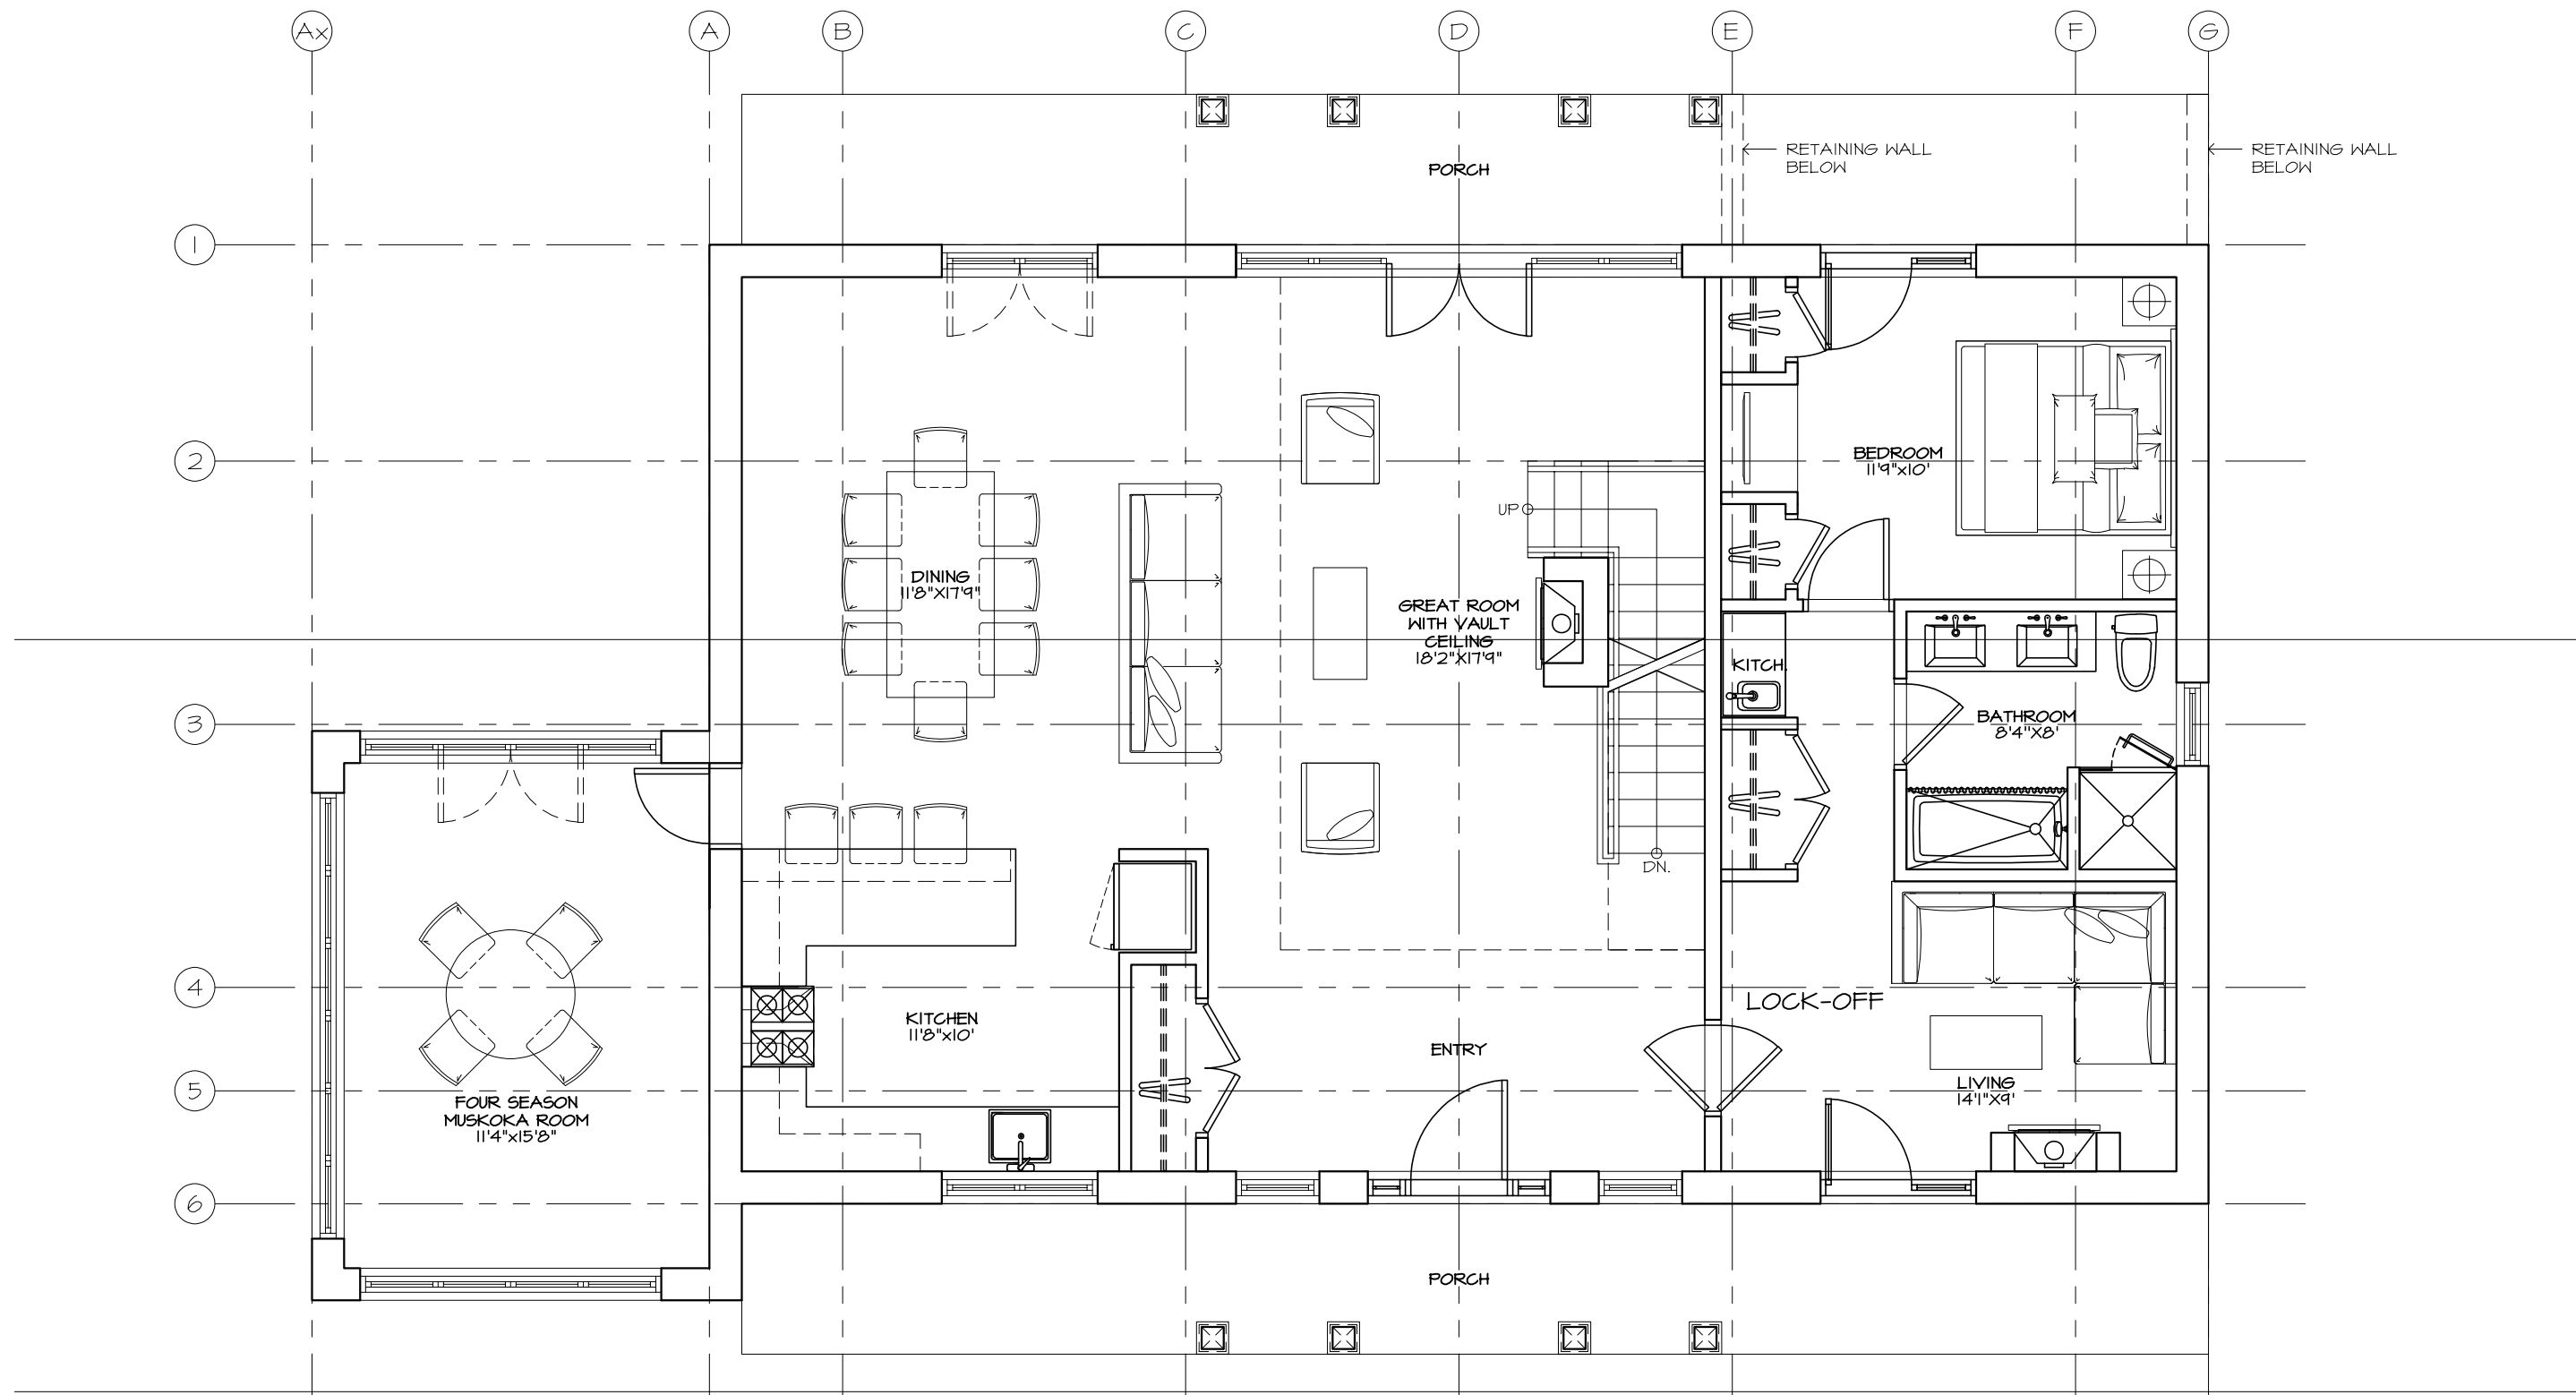 Ax
A
B
C
D
E
F
G
PORCH
RETAINING WALL
BELOW
RETAINING WALL
BELOW
1
2
BEDROOM
11'9"x10'
UP
DINING
11'8"X17'9"
GREAT ROOM
WITH VAULT
CEILING
18'2"X17'9"
KITCH.
3
BATHROOM
8'4"X8'
DN.
4
LOCK-OFF
KITCHEN
11'8"x10'
ENTRY
5
LIVING
14'1"X9'
FOUR SEASON
MUSKOKA ROOM
11'4"x15'8"
6
PORCH